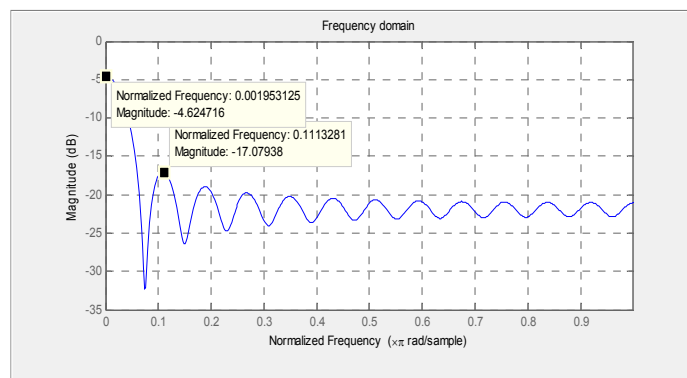 Frequency domain
0
-5
-10
-15
-20
-25
-30
-35
Magnitude (dB)
Normalized Frequency: 0.001953125
Magnitude: -4.624716
Normalized Frequency: 0.1113281
Magnitude: -17.07938
0 0.1 0.2 0.3 0.4 0.5 0.6 0.7 0.8 0.9
Normalized Frequency (×π rad/sample)